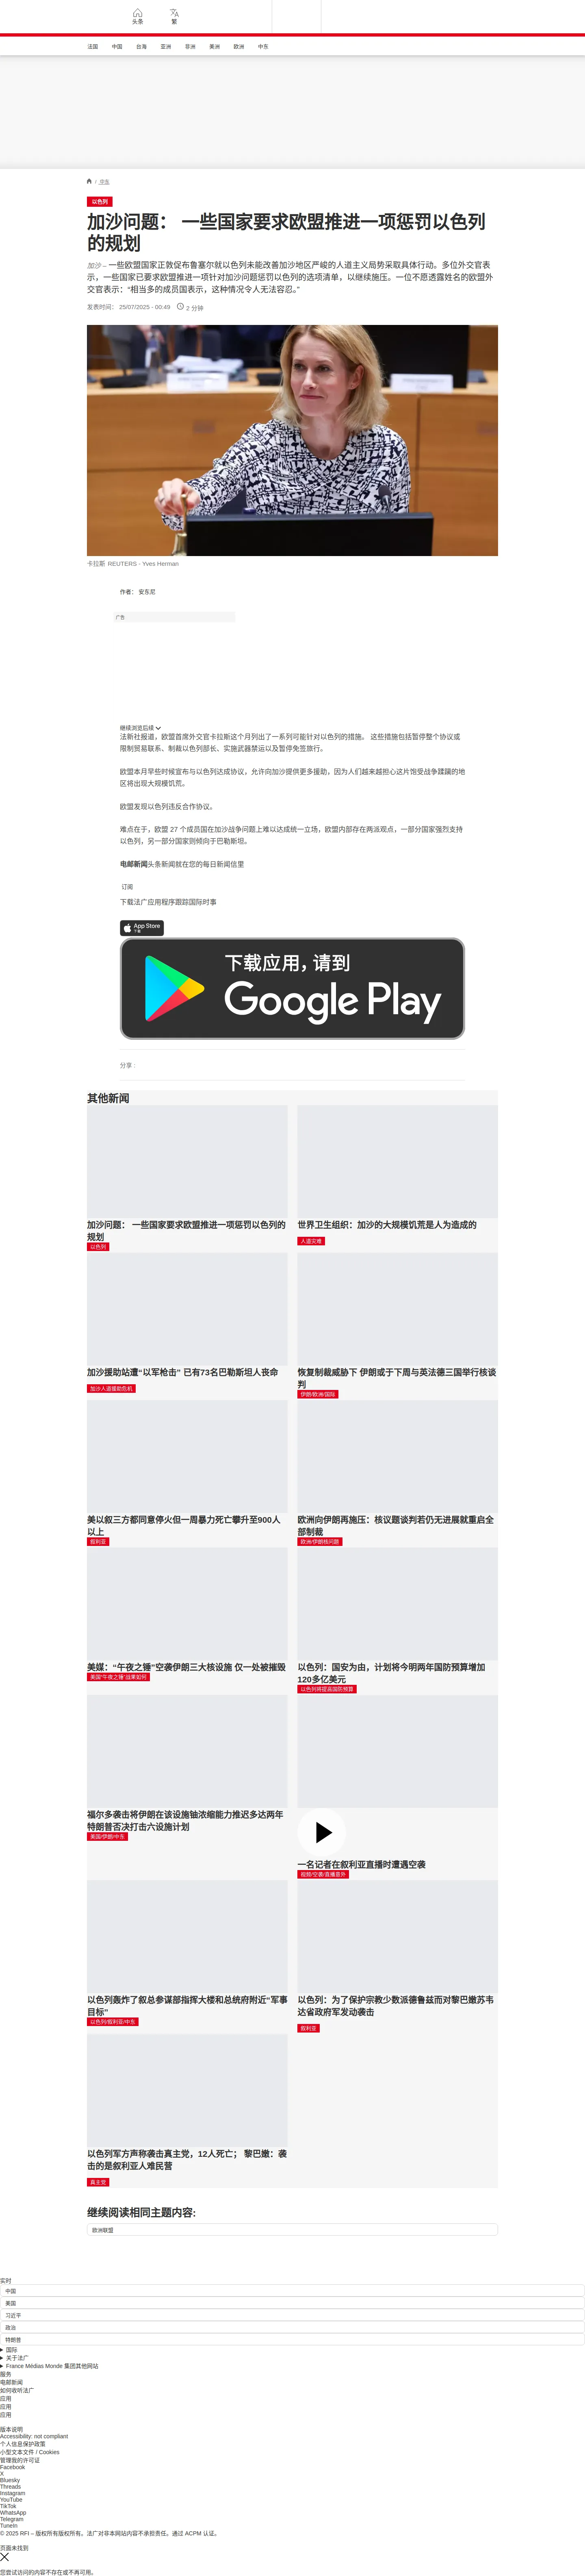 头条
繁
法国
中国
台海
亚洲
非洲
美洲
欧洲
中东
/ 中东
以色列
加沙问题： 一些国家要求欧盟推进一项惩罚以色列
的规划
加沙 – 一些欧盟国家正敦促布鲁塞尔就以色列未能改善加沙地区严峻的人道主义局势采取具体行动。多位外交官表
示，一些国家已要求欧盟推进一项针对加沙问题惩罚以色列的选项清单，以继续施压。一位不愿透露姓名的欧盟外
交官表示：“相当多的成员国表示，这种情况令人无法容忍。”
发表时间： 25/07/2025 - 00:49
2 分钟
卡拉斯 REUTERS - Yves Herman
作者： 安东尼
广告
继续浏览后续
法新社报道，欧盟首席外交官卡拉斯这个月列出了一系列可能针对以色列的措施。 这些措施包括暂停整个协议或
限制贸易联系、制裁以色列部长、实施武器禁运以及暂停免签旅行。
欧盟本月早些时候宣布与以色列达成协议，允许向加沙提供更多援助，因为人们越来越担心这片饱受战争蹂躏的地
区将出现大规模饥荒。
欧盟发现以色列违反合作协议。
难点在于，欧盟 27 个成员国在加沙战争问题上难以达成统一立场，欧盟内部存在两派观点，一部分国家强烈支持
以色列，另一部分国家则倾向于巴勒斯坦。
电邮新闻头条新闻就在您的每日新闻信里
订阅
下载法广应用程序跟踪国际时事
App Store
下载
下载应用，请到
Google Play
分享 :
其他新闻
加沙问题： 一些国家要求欧盟推进一项惩罚以色列的
规划
以色列
世界卫生组织：加沙的大规模饥荒是人为造成的
人道灾难
加沙援助站遭“以军枪击” 已有73名巴勒斯坦人丧命
加沙人道援助危机
恢复制裁威胁下 伊朗或于下周与英法德三国举行核谈
判
伊朗/欧洲/国际
美以叙三方都同意停火但一周暴力死亡攀升至900人
以上
叙利亚
欧洲向伊朗再施压：核议题谈判若仍无进展就重启全
部制裁
欧洲/伊朗核问题
美媒：“午夜之锤”空袭伊朗三大核设施 仅一处被摧毁
美国“午夜之锤”战果如何
以色列：国安为由，计划将今明两年国防预算增加
120多亿美元
以色列将提高国防预算
福尔多袭击将伊朗在该设施铀浓缩能力推迟多达两年
特朗普否决打击六设施计划
美国/伊朗/中东
一名记者在叙利亚直播时遭遇空袭
视频/空袭/直播意外
以色列轰炸了叙总参谋部指挥大楼和总统府附近“军事
目标”
以色列/叙利亚/中东
以色列：为了保护宗教少数派德鲁兹而对黎巴嫩苏韦
达省政府军发动袭击
叙利亚
以色列军方声称袭击真主党，12人死亡； 黎巴嫩：袭
击的是叙利亚人难民营
真主党
继续阅读相同主题内容:
欧洲联盟
实时
中国
美国
习近平
政治
特朗普
国际
关于法广
France Médias Monde 集团其他网站
服务
电邮新闻
如何收听法广
应用
应用
应用
版本说明
Accessibility: not compliant
个人信息保护政策
小型文本文件 / Cookies
管理我的许可证
Facebook
X
Bluesky
Threads
Instagram
YouTube
TikTok
WhatsApp
Telegram
TuneIn
© 2025 RFI – 版权所有版权所有。法广对非本网站内容不承担责任。通过 ACPM 认证。
页面未找到
您尝试访问的内容不存在或不再可用。